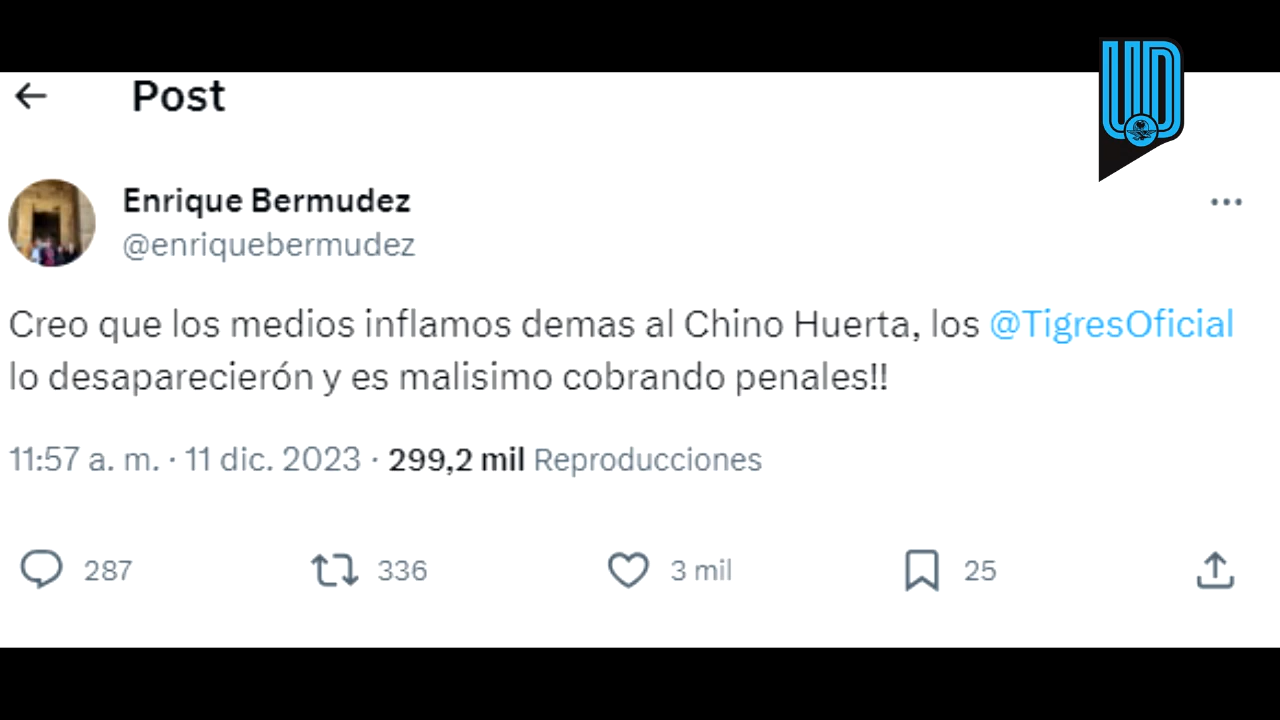 Post
UD
Enrique Bermudez
@enriquebermudez
Creo que los medios inflamos demas al Chino Huerta, los @TigresOficial
lo desaparecierón y es malisimo cobrando penales!!
11:57 a. m. · 11 dic. 2023 · 299,2 mil Reproducciones
287 336 3 mil 25